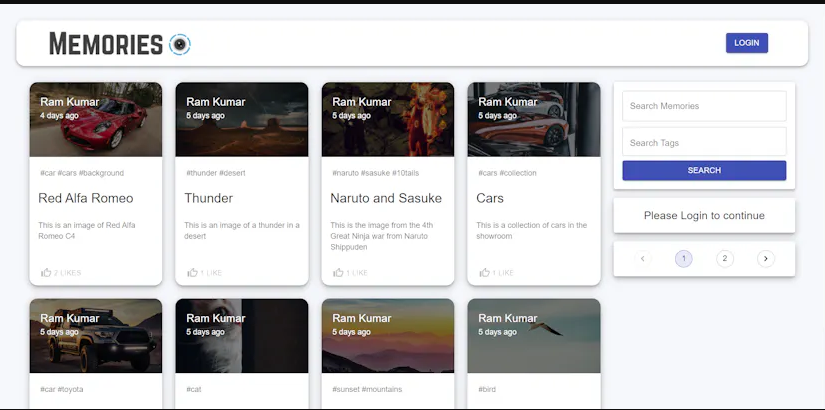 Memories
LOGIN
Ram Kumar
4 days ago
#car #cars #background
Red Alfa Romeo
This is an image of Red Alfa
Romeo C4
2 LIKES
Ram Kumar
5 days ago
#thunder #desert
Thunder
This is an image of a thunder in a
desert
1 LIKE
Ram Kumar
5 days ago
#naruto #sasuke #10tails
Naruto and Sasuke
This is the image from the 4th
Great Ninja war from Naruto
Shippuden
1 LIKE
Ram Kumar
5 days ago
#cars #collection
Cars
This is a collection of cars in the
showroom
1 LIKE
Search Memories
Search Tags
SEARCH
Please Login to continue
1
2
Ram Kumar
5 days ago
#car #toyota
Ram Kumar
5 days ago
#cat
Ram Kumar
5 days ago
#sunset #mountains
Ram Kumar
5 days ago
#bird